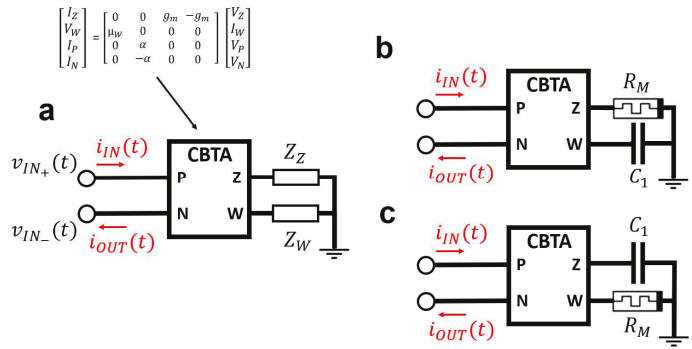 [I_Z V_W I_P I_N] = [0 0 g_m −g_m; μ_W 0 0 0; 0 α 0 0; 0 −α 0 0] [V_Z I_W V_P V_N]
a
i_IN(t)
CBTA
Z_Z
v_IN+(t)
P Z
v_IN−(t)
N W
i_OUT(t)
Z_W
b
i_IN(t)
CBTA
R_M
P Z
N W
i_OUT(t)
C_1
c
i_IN(t)
CBTA
C_1
P Z
N W
i_OUT(t)
R_M